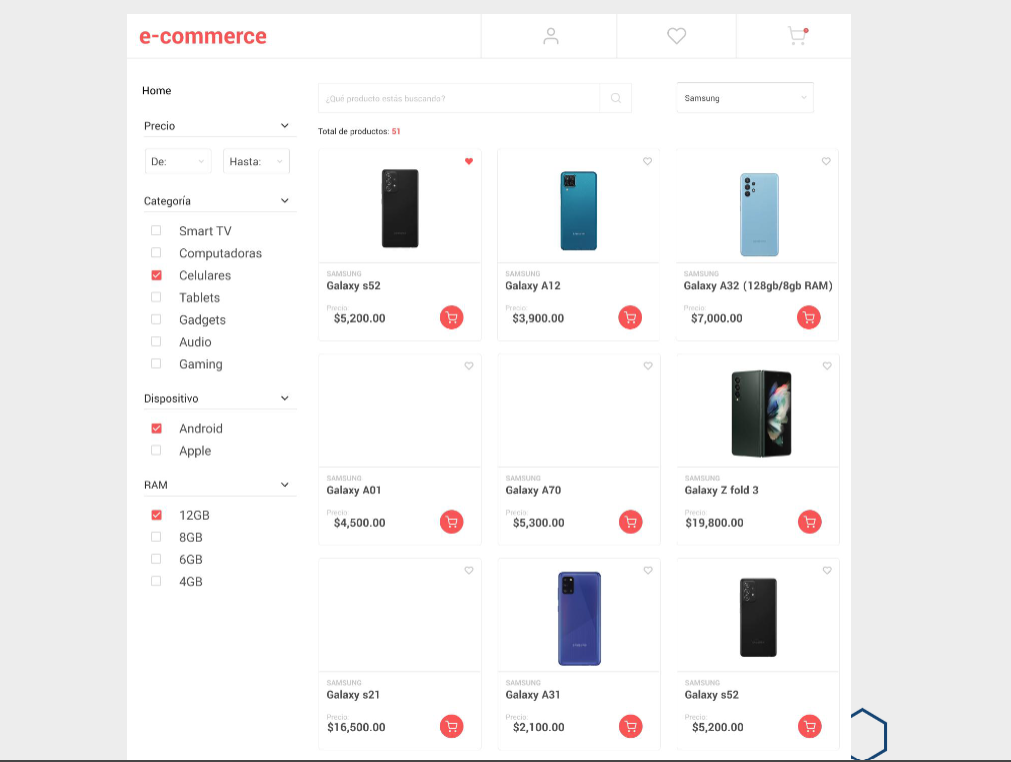 e-commerce
Home
¿Qué producto estás buscando?
Samsung
Total de productos: 51
Precio
De:
Hasta:
Categoría
Smart TV
Computadoras
Celulares
Tablets
Gadgets
Audio
Gaming
Dispositivo
Android
Apple
RAM
12GB
8GB
6GB
4GB
SAMSUNG
Galaxy s52
Precio:
$5,200.00
SAMSUNG
Galaxy A12
Precio:
$3,900.00
SAMSUNG
Galaxy A32 (128gb/8gb RAM)
Precio:
$7,000.00
SAMSUNG
Galaxy A01
Precio:
$4,500.00
SAMSUNG
Galaxy A70
Precio:
$5,300.00
SAMSUNG
Galaxy Z fold 3
Precio:
$19,800.00
SAMSUNG
Galaxy s21
Precio:
$16,500.00
SAMSUNG
Galaxy A31
Precio:
$2,100.00
SAMSUNG
Galaxy s52
Precio:
$5,200.00